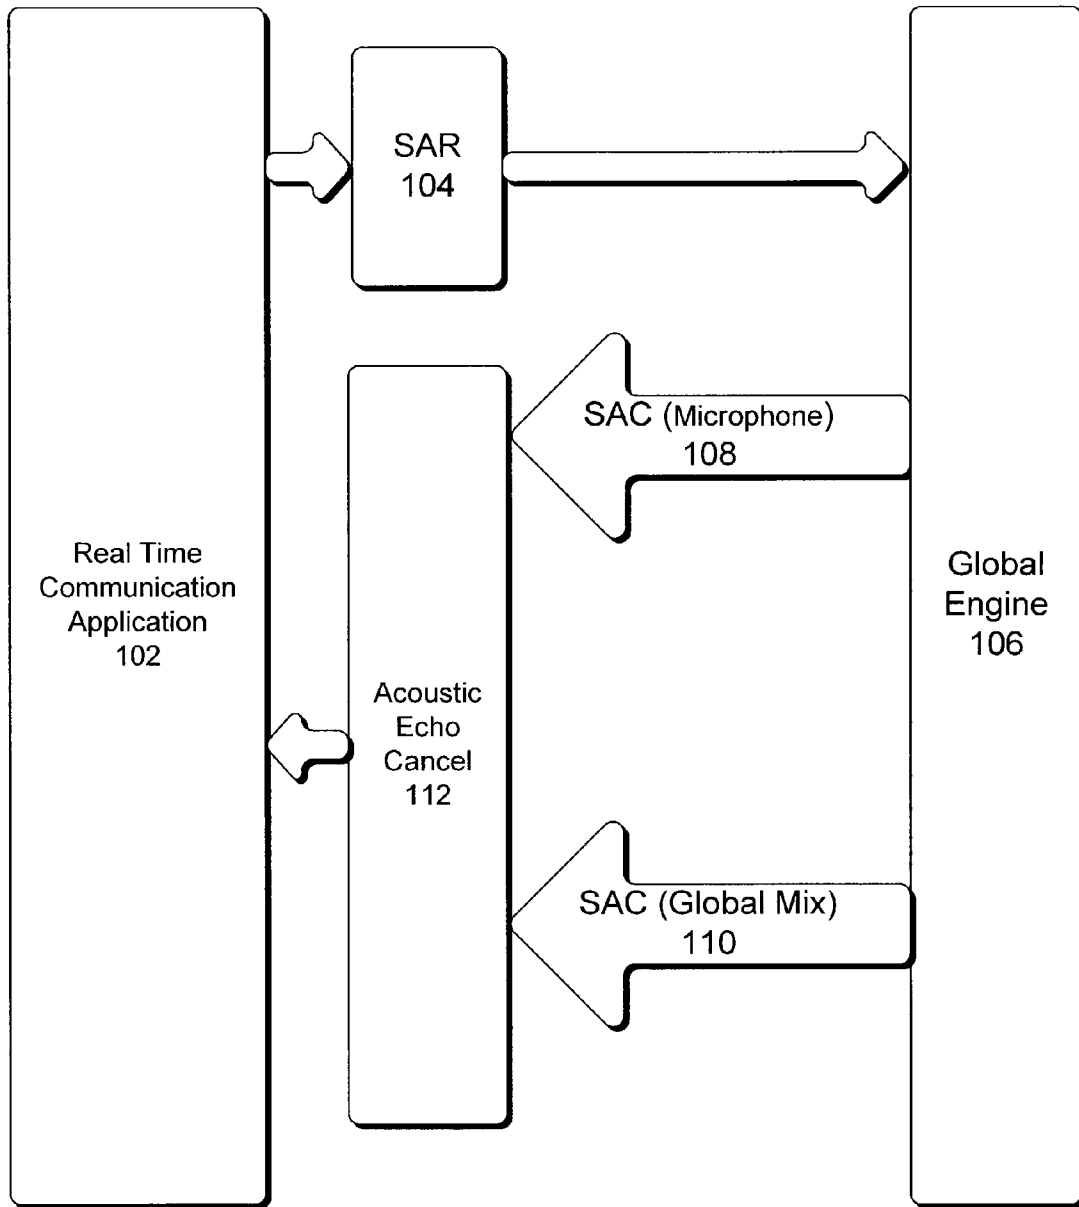 SAR
104
SAC (Microphone)
108
Real Time
Communication
Application
102
Global
Engine
106
Acoustic
Echo
Cancel
112
SAC (Global Mix)
110